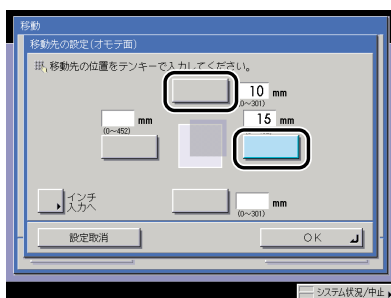 移動
移動先の設定(オモテ面)
移動先の位置をテンキーで入力してください。
10 mm
(0~301)
mm
(0~452)
15 mm
インチ
入力へ
mm
(0~301)
設定取消
OK
システム状況/中止